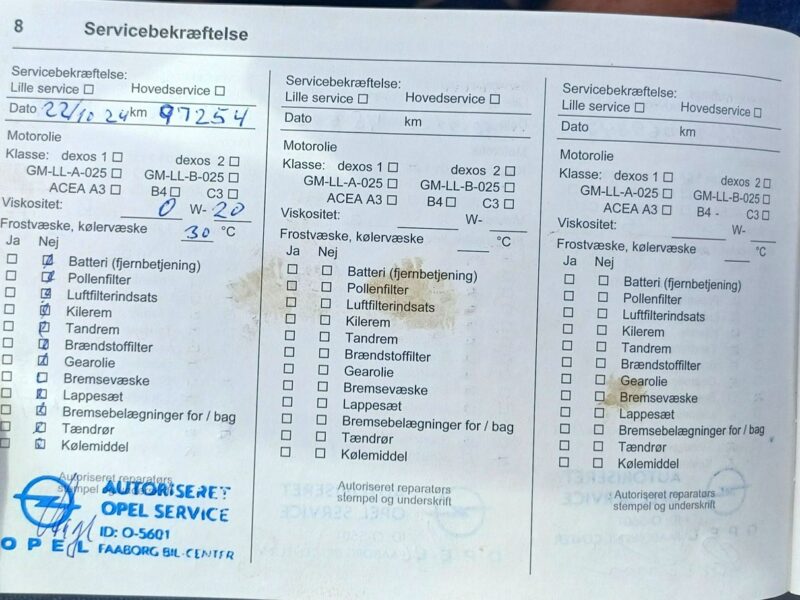 8 Servicebekræftelse
Servicebekræftelse:
Lille service ☐ Hovedservice ☐
Dato 22/10 24 km 97254
Motorolie
Klasse: dexos 1 ☐ dexos 2 ☐
GM-LL-A-025 ☐ GM-LL-B-025 ☐
ACEA A3 ☐ B4 ☐ C3 ☐
Viskositet: 0 W- 20
Frostvæske, kølervæske 30 °C
Ja Nej
Batteri (fjernbetjening)
Pollenfilter
Luftfilterindsats
Kilerem
Tandrem
Brændstoffilter
Gearolie
Bremsevæske
Lappesæt
Bremsebelægninger for / bag
Tændrør
Kølemiddel
Autoriseret reparatørs
stempel og underskrift
AUTORISERET
OPEL SERVICE
ID: O-5601
OPEL FAABORG BIL-CENTER
Servicebekræftelse:
Lille service ☐ Hovedservice ☐
Dato km
Motorolie
Klasse: dexos 1 ☐ dexos 2 ☐
GM-LL-A-025 ☐ GM-LL-B-025 ☐
ACEA A3 ☐ B4 ☐ C3 ☐
Viskositet: W-
Frostvæske, kølervæske °C
Ja Nej
Batteri (fjernbetjening)
Pollenfilter
Luftfilterindsats
Kilerem
Tandrem
Brændstoffilter
Gearolie
Bremsevæske
Lappesæt
Bremsebelægninger for / bag
Tændrør
Kølemiddel
Autoriseret reparatørs
stempel og underskrift
Servicebekræftelse:
Lille service ☐ Hovedservice ☐
Dato km
Motorolie
Klasse: dexos 1 ☐ dexos 2 ☐
GM-LL-A-025 ☐ GM-LL-B-025 ☐
ACEA A3 ☐ B4 - C3 ☐
Viskositet: W-
Frostvæske, kølervæske °C
Ja Nej
Batteri (fjernbetjening)
Pollenfilter
Luftfilterindsats
Kilerem
Tandrem
Brændstoffilter
Gearolie
Bremsevæske
Lappesæt
Bremsebelægninger for / bag
Tændrør
Kølemiddel
Autoriseret reparatørs
stempel og underskrift